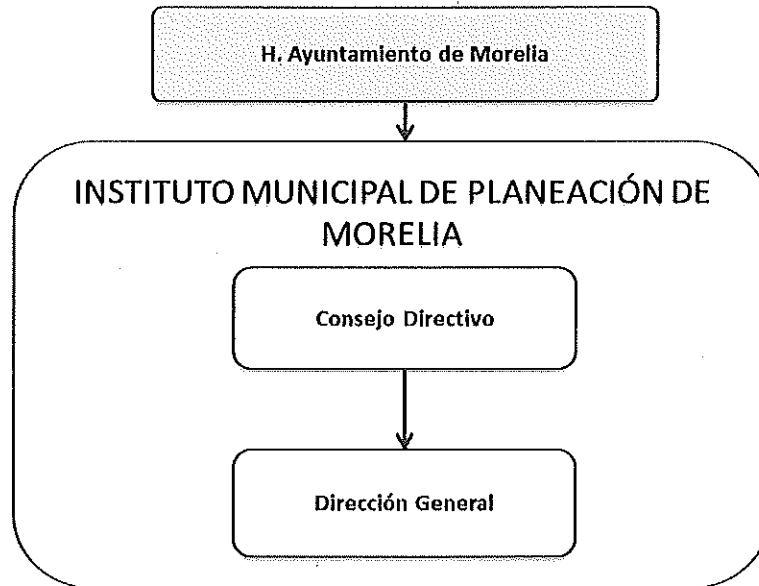 H. Ayuntamiento de Morelia
INSTITUTO MUNICIPAL DE PLANEACIÓN DE
MORELIA
Consejo Directivo
Dirección General